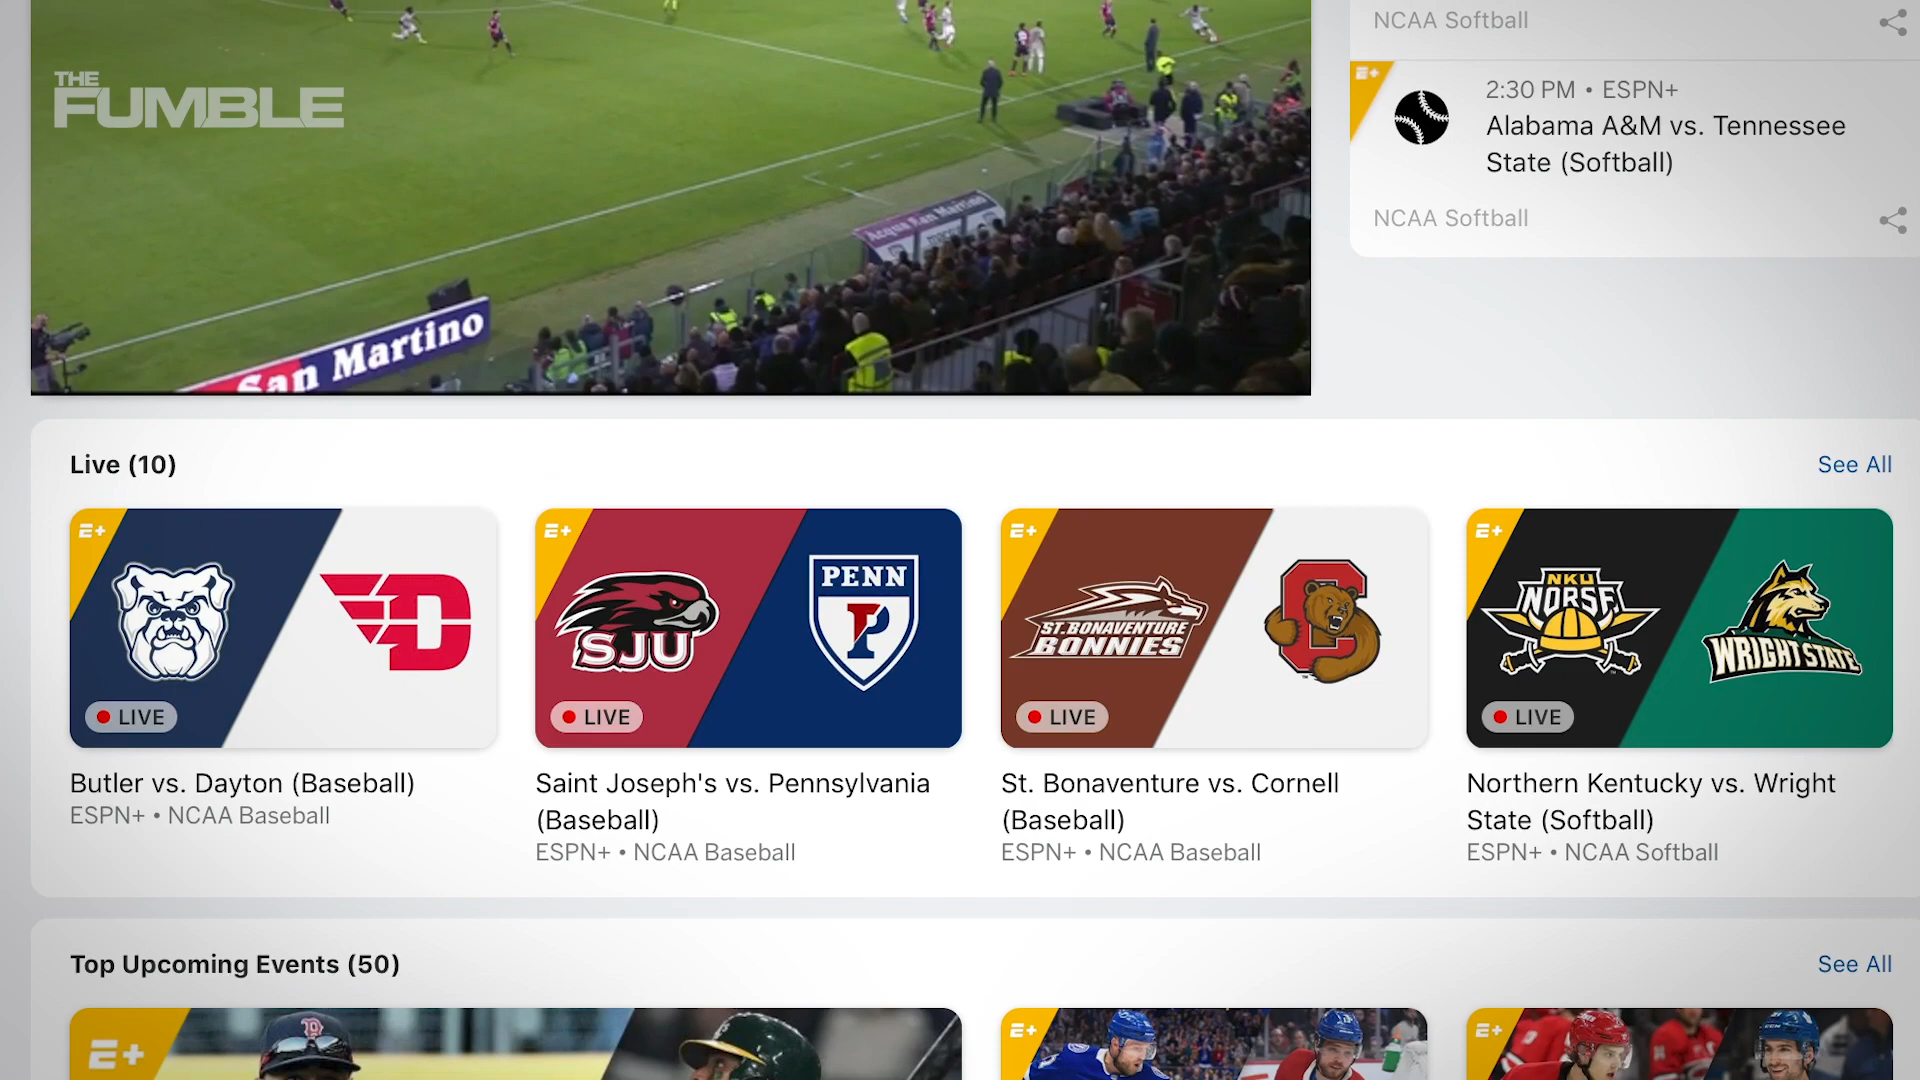 THE
FUMBLE
Acqua San Martino
San Martino
NCAA Softball
E+
2:30 PM • ESPN+
Alabama A&M vs. Tennessee
State (Softball)
NCAA Softball
Live (10)
See All
E+
LIVE
Butler vs. Dayton (Baseball)
ESPN+ • NCAA Baseball
E+
SJU
PENN
P
LIVE
Saint Joseph's vs. Pennsylvania
(Baseball)
ESPN+ • NCAA Baseball
E+
ST. BONAVENTURE
BONNIES
C
LIVE
St. Bonaventure vs. Cornell
(Baseball)
ESPN+ • NCAA Baseball
E+
NKU
NORSE
WRIGHT STATE
LIVE
Northern Kentucky vs. Wright
State (Softball)
ESPN+ • NCAA Softball
Top Upcoming Events (50)
See All
E+
B
E+
E+